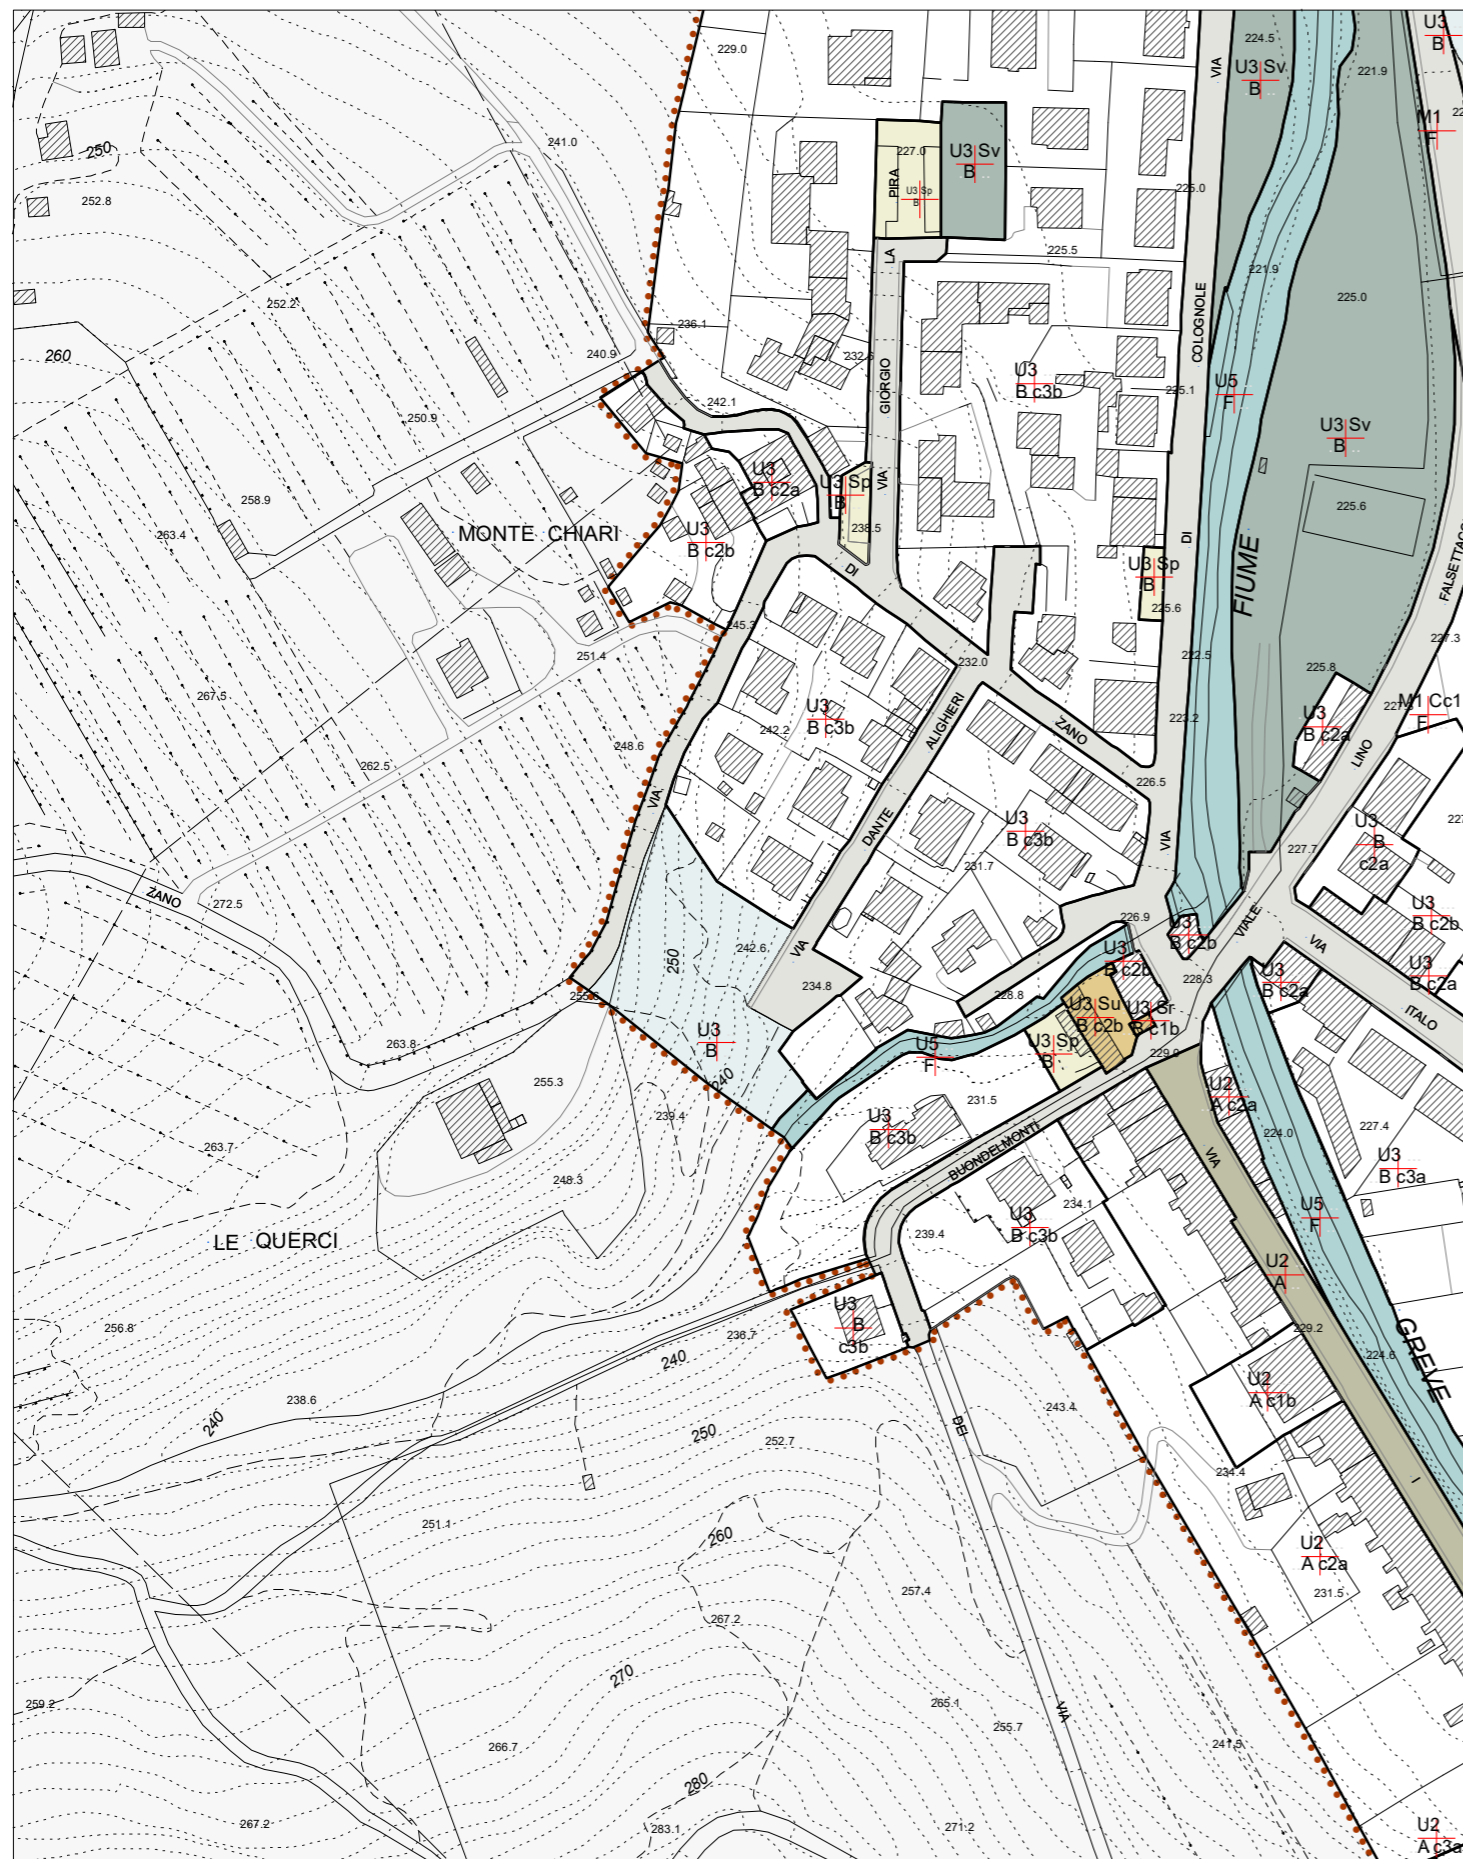 229.0
VIA
224.5
U3
B
U3 Sv
B
221.9
M1
F
241.0
250
227.0
U3 Sv
B
PIRA
U3 Sp
B
252.8
225.0
LA
225.5
221.9
225.0
252.2
236.1
COLOGNOLE
260
240.9
232.6
U3
B c3b
225.1
U5
F
GIORGIO
242.1
250.9
U3 Sv
B
U3
B c2a
U3 Sp
B
VIA
258.9
225.6
263.4
MONTE CHIARI
U3
B c2b
238.5
DI
DI
FIUME
FALSETTACCI
U3 Sp
B
225.6
245.3
227.3
251.4
232.0
222.5
225.8
267.5
ALIGHIERI
U3
B c3b
242.2
ZANO
223.2
U3
B c2a
M1 Cc1
F
248.6
262.5
LINO
226.5
VIA
DANTE
U3
B c3b
VIA
227.7
U3
B
c2a
231.7
ZANO
272.5
226.9
U3
B c2b
VIALE
U3
B c2b
VIA
242.6
VIA
260
U3
B c2b
U3
B c2a
234.8
228.8
228.3
U3
B c2a
U3 Su
B c2b
U3 Sr
B c1b
ITALO
263.8
U3
B
U5
F
U3 Sp
B
229.0
255.3
240
231.5
U2
A c2a
239.4
U3
B c3b
BUONDELMONTI
VIA
224.0
227.4
263.7
U3
B c3a
248.3
234.1
U3
B c3b
U5
F
LE QUERCI
239.4
U2
A
256.8
U3
B
c3b
236.7
229.2
GREVE
224.6
240
U2
A c1b
238.6
240
DEI
243.4
250
252.7
234.4
I
251.1
260
U2
A c2a
257.4
231.5
267.2
270
259.2
265.1
VIA
255.7
266.7
241.5
280
267.2
283.1
271.2
U2
A c3a